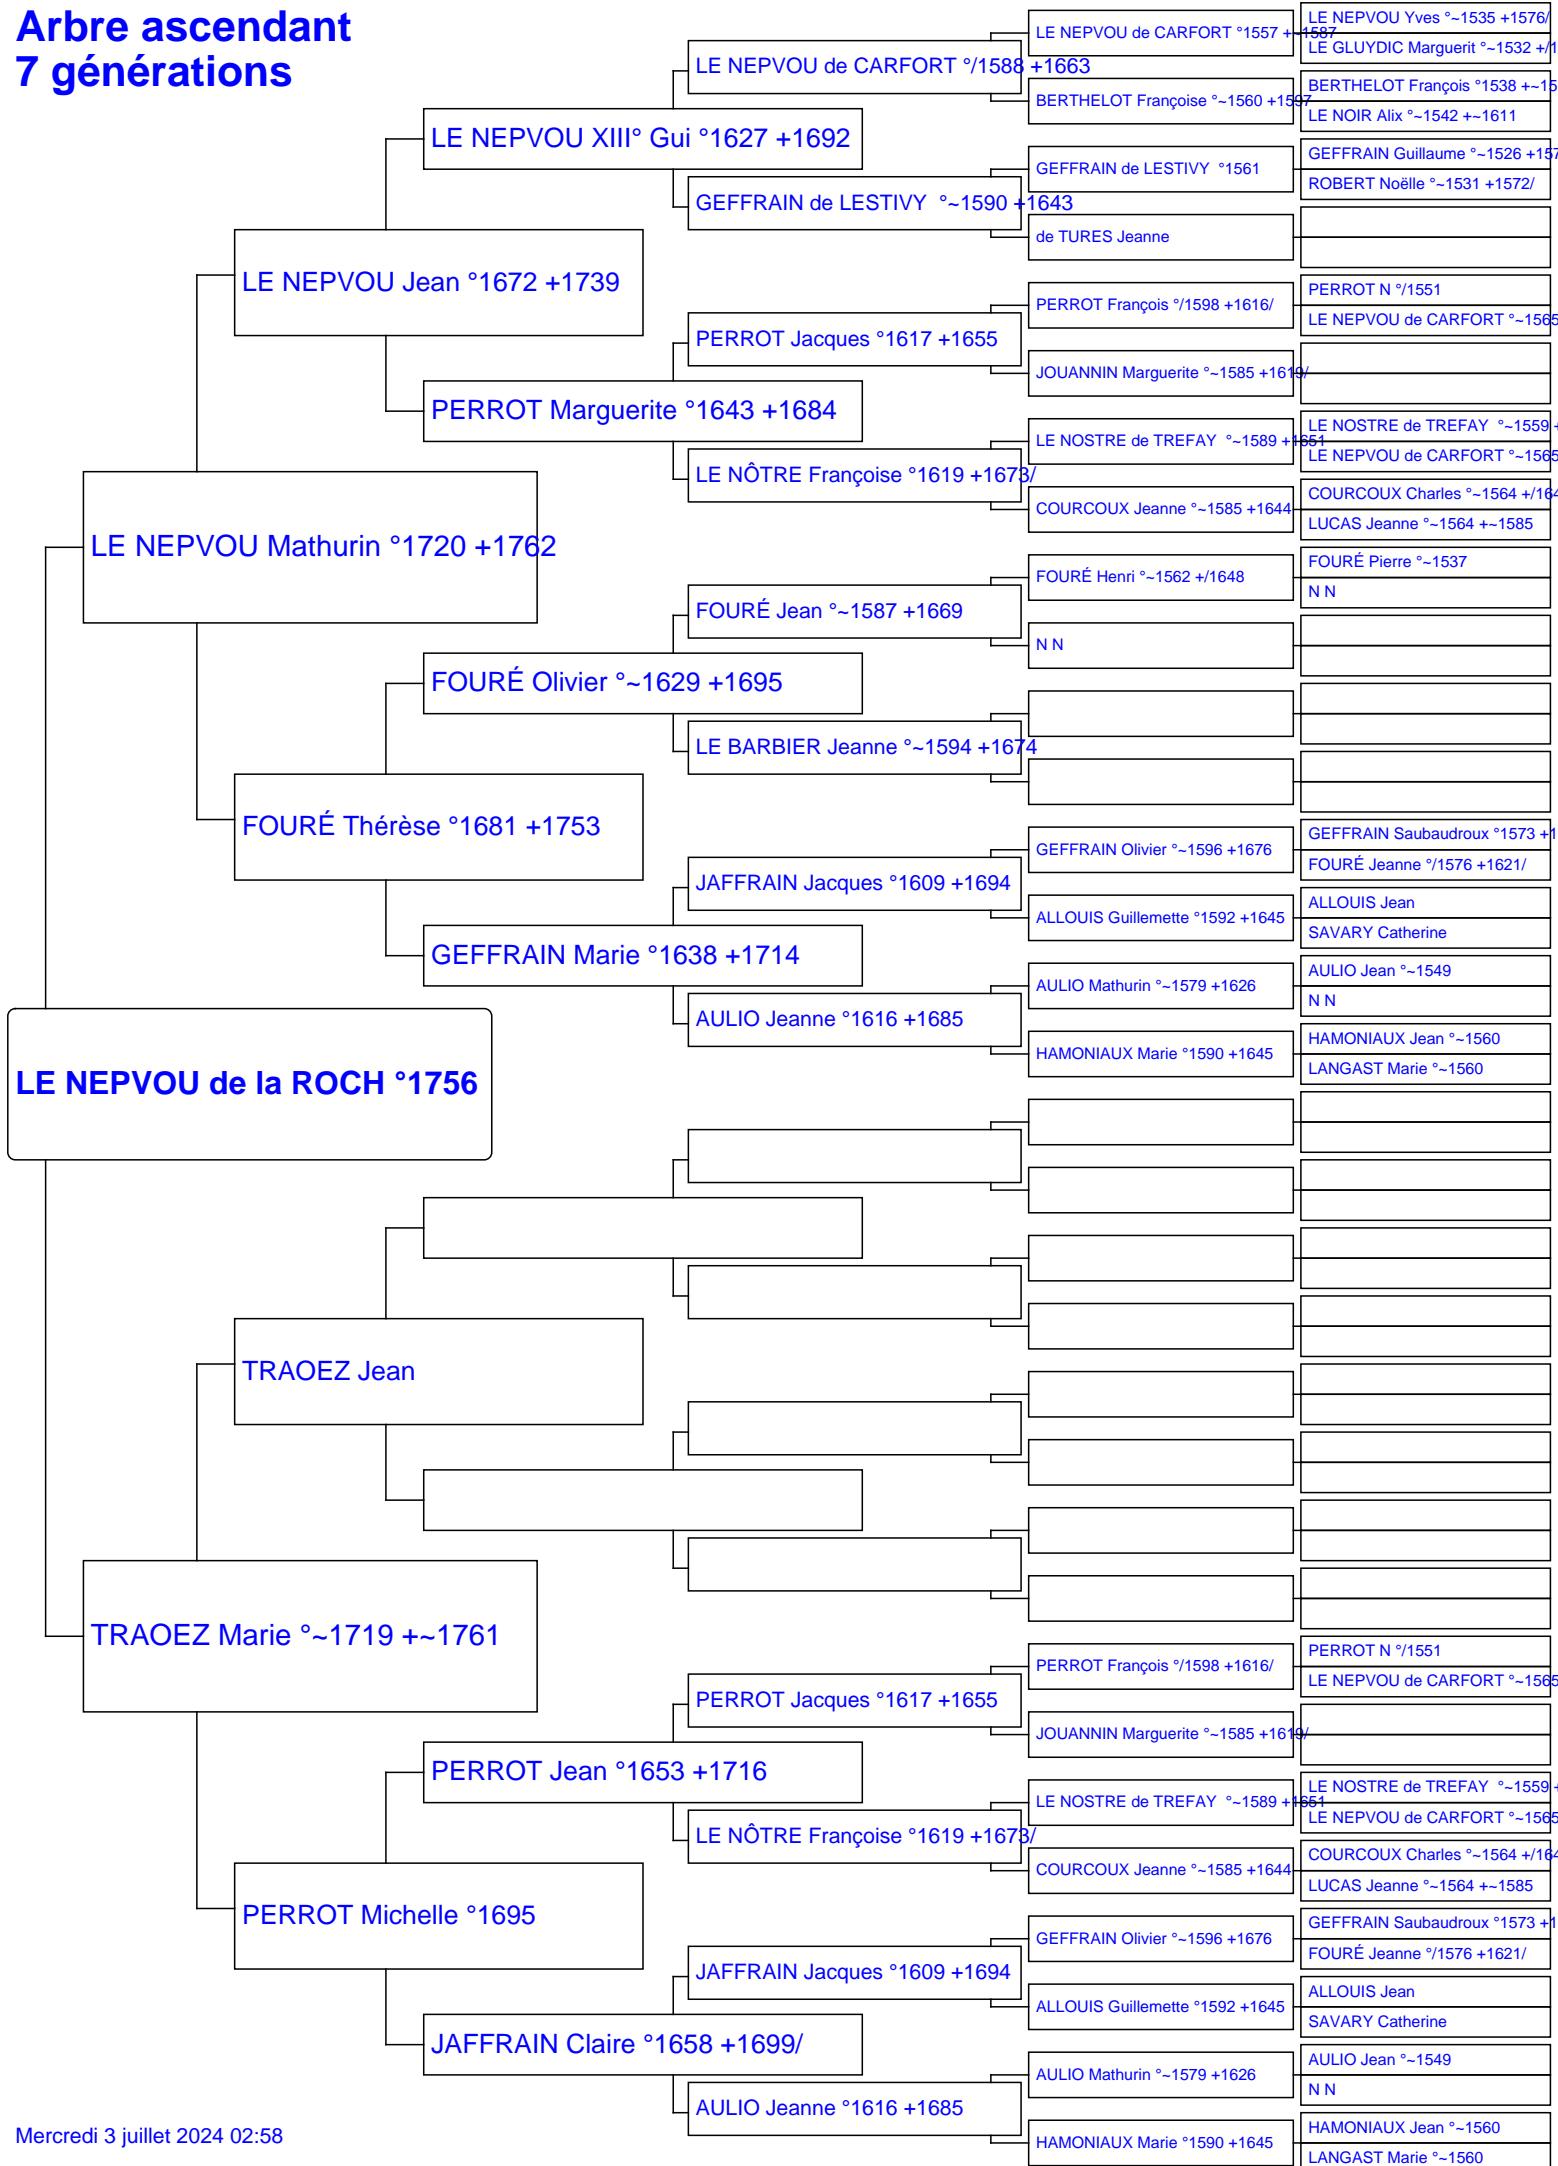 Arbre ascendant
7 générations
LE NEPVOU de la ROCH °1756
LE NEPVOU Mathurin °1720 +1762
TRAOEZ Marie °~1719 +~1761
LE NEPVOU Jean °1672 +1739
FOURÉ Thérèse °1681 +1753
TRAOEZ Jean
PERROT Michelle °1695
LE NEPVOU XIII° Gui °1627 +1692
PERROT Marguerite °1643 +1684
FOURÉ Olivier °~1629 +1695
GEFFRAIN Marie °1638 +1714
PERROT Jean °1653 +1716
JAFFRAIN Claire °1658 +1699/
LE NEPVOU de CARFORT °/1588 +1663
GEFFRAIN de LESTIVY  °~1590 +1643
PERROT Jacques °1617 +1655
LE NÔTRE Françoise °1619 +1673/
FOURÉ Jean °~1587 +1669
LE BARBIER Jeanne °~1594 +1674
JAFFRAIN Jacques °1609 +1694
AULIO Jeanne °1616 +1685
PERROT Jacques °1617 +1655
LE NÔTRE Françoise °1619 +1673/
JAFFRAIN Jacques °1609 +1694
AULIO Jeanne °1616 +1685
LE NEPVOU de CARFORT °1557 +~1587
BERTHELOT Françoise °~1560 +1597
GEFFRAIN de LESTIVY  °1561
de TURES Jeanne
PERROT François °/1598 +1616/
JOUANNIN Marguerite °~1585 +1619/
LE NOSTRE de TREFAY  °~1589 +1651
COURCOUX Jeanne °~1585 +1644
FOURÉ Henri °~1562 +/1648
N N
GEFFRAIN Olivier °~1596 +1676
ALLOUIS Guillemette °1592 +1645
AULIO Mathurin °~1579 +1626
HAMONIAUX Marie °1590 +1645
PERROT François °/1598 +1616/
JOUANNIN Marguerite °~1585 +1619/
LE NOSTRE de TREFAY  °~1589 +1651
COURCOUX Jeanne °~1585 +1644
GEFFRAIN Olivier °~1596 +1676
ALLOUIS Guillemette °1592 +1645
AULIO Mathurin °~1579 +1626
HAMONIAUX Marie °1590 +1645
LE NEPVOU Yves °~1535 +1576/
LE GLUYDIC Marguerit °~1532 +/1
BERTHELOT François °1538 +~15
LE NOIR Alix °~1542 +~1611
GEFFRAIN Guillaume °~1526 +157
ROBERT Noëlle °~1531 +1572/
PERROT N °/1551
LE NEPVOU de CARFORT °~1565
LE NOSTRE de TREFAY  °~1559 +
LE NEPVOU de CARFORT °~1565
COURCOUX Charles °~1564 +/164
LUCAS Jeanne °~1564 +~1585
FOURÉ Pierre °~1537
N N
GEFFRAIN Saubaudroux °1573 +1
FOURÉ Jeanne °/1576 +1621/
ALLOUIS Jean
SAVARY Catherine
AULIO Jean °~1549
N N
HAMONIAUX Jean °~1560
LANGAST Marie °~1560
PERROT N °/1551
LE NEPVOU de CARFORT °~1565
LE NOSTRE de TREFAY  °~1559 +
LE NEPVOU de CARFORT °~1565
COURCOUX Charles °~1564 +/164
LUCAS Jeanne °~1564 +~1585
GEFFRAIN Saubaudroux °1573 +1
FOURÉ Jeanne °/1576 +1621/
ALLOUIS Jean
SAVARY Catherine
AULIO Jean °~1549
N N
HAMONIAUX Jean °~1560
LANGAST Marie °~1560
Mercredi 3 juillet 2024 02:58